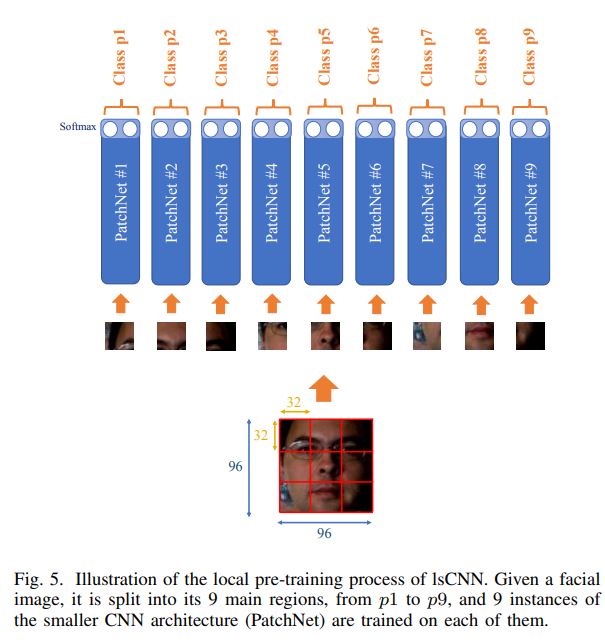 Class p1 Class p2 Class p3 Class p4 Class p5 Class p6 Class p7 Class p8 Class p9
Softmax
PatchNet #1 PatchNet #2 PatchNet #3 PatchNet #4 PatchNet #5 PatchNet #6 PatchNet #7 PatchNet #8 PatchNet #9
32
32
96
96
Fig. 5. Illustration of the local pre-training process of lsCNN. Given a facial
image, it is split into its 9 main regions, from p1 to p9, and 9 instances of
the smaller CNN architecture (PatchNet) are trained on each of them.